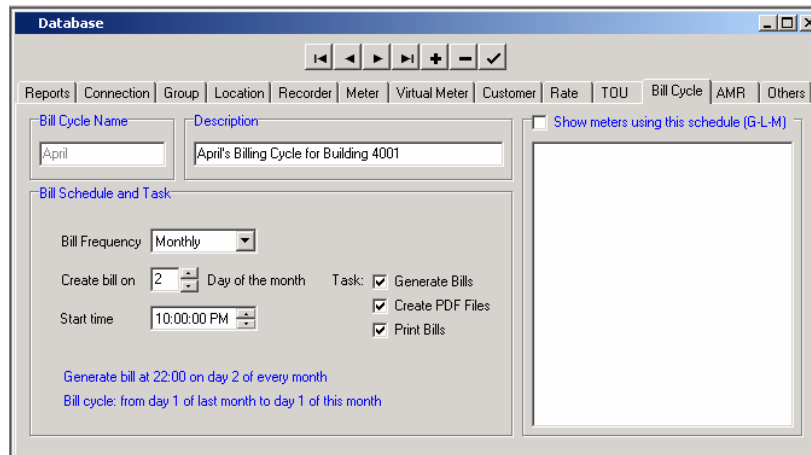 Database
Reports Connection Group Location Recorder Meter Virtual Meter Customer Rate TOU Bill Cycle AMR Others
Bill Cycle Name
April
Description
April's Billing Cycle for Building 4001
Show meters using this schedule (G-L-M)
Bill Schedule and Task
Bill Frequency Monthly
Create bill on 2 Day of the month Task: Generate Bills
Create PDF Files
Start time 10:00:00 PM
Print Bills
Generate bill at 22:00 on day 2 of every month
Bill cycle: from day 1 of last month to day 1 of this month